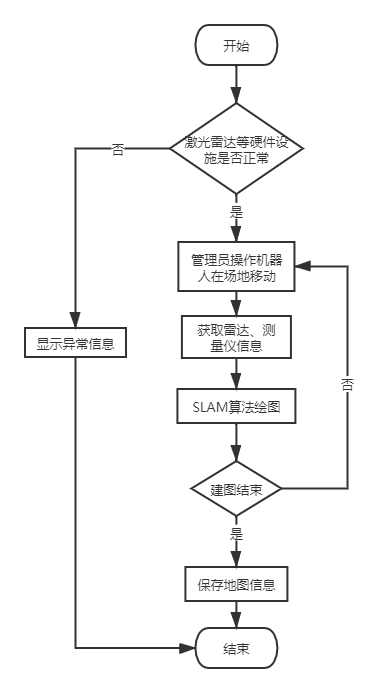 开始
激光雷达等硬件设
施是否正常
否
是
管理员操作机器
人在场地移动
获取雷达、测
量仪信息
显示异常信息
SLAM算法绘图
否
建图结束
是
保存地图信息
结束